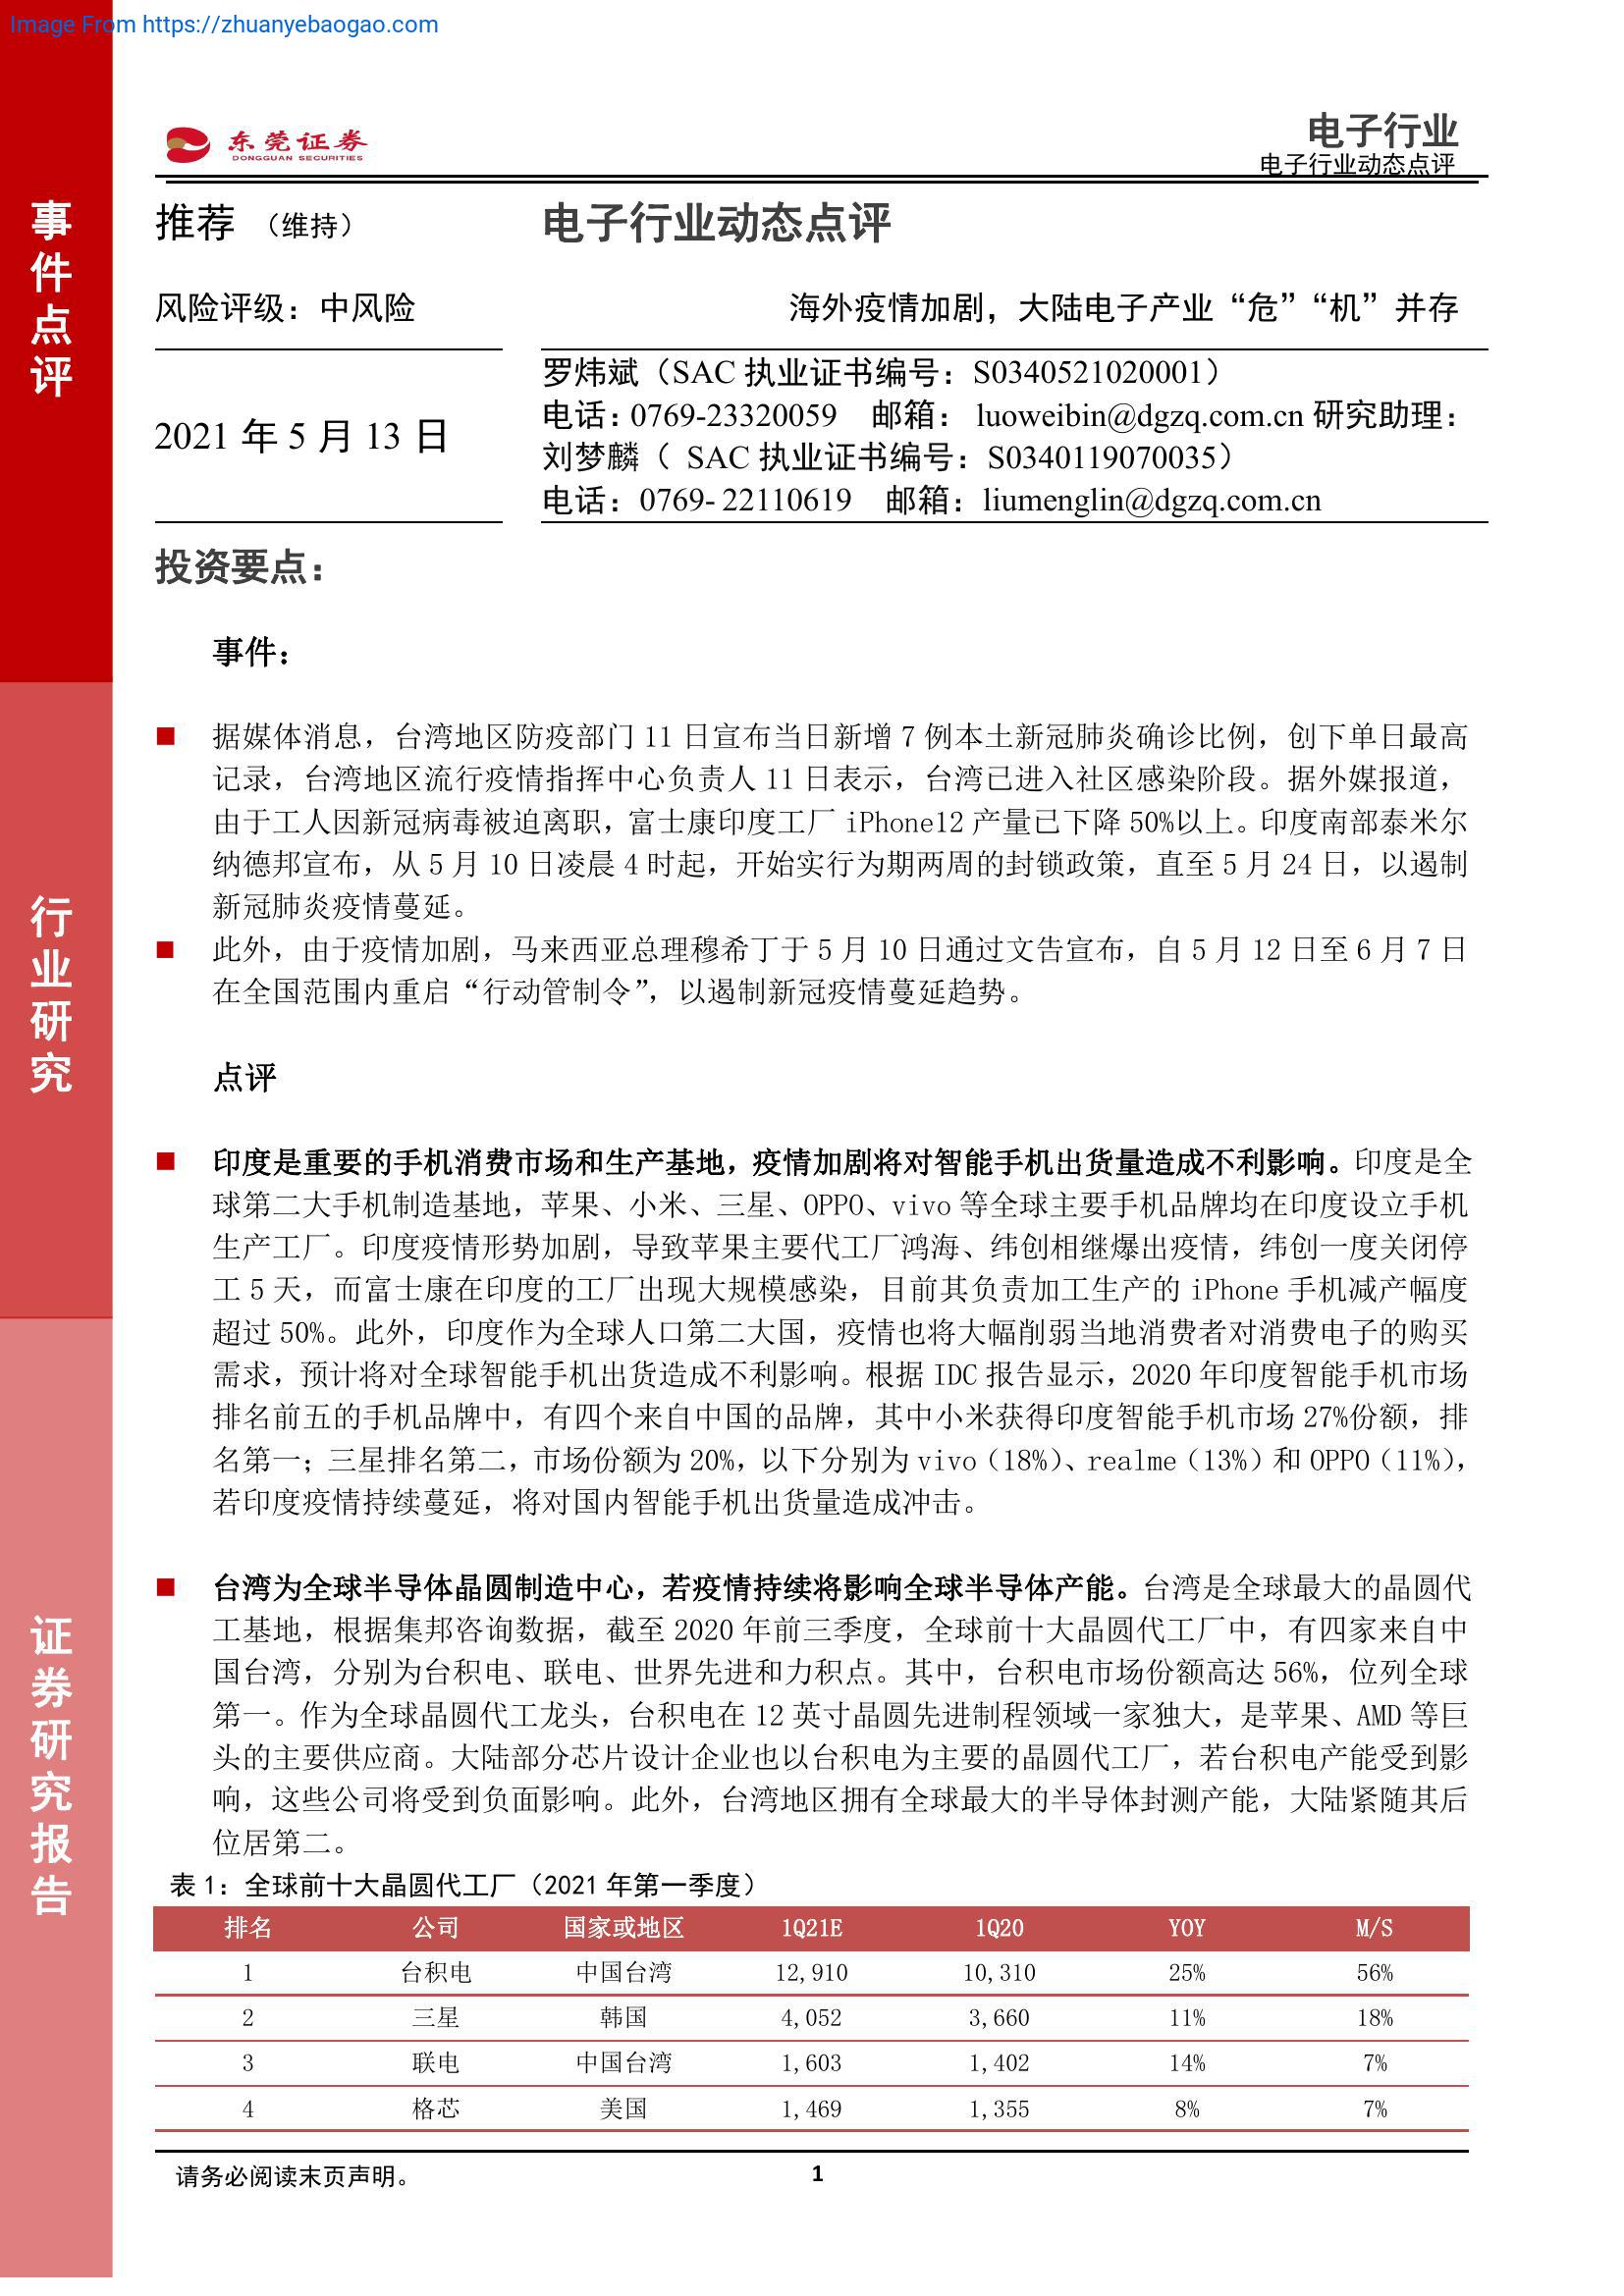 Image From https://zhuanyebaogao.com
东莞证券
DONGGUAN SECURITIES
电子行业
电子行业动态点评
事件点评
行业研究
证券研究报告
推荐 （维持）
电子行业动态点评
风险评级：中风险
海外疫情加剧，大陆电子产业“危”“机”并存
2021 年 5 月 13 日
罗炜斌（SAC 执业证书编号：S0340521020001）
电话：0769-23320059 邮箱： luoweibin@dgzq.com.cn 研究助理：
刘梦麟（ SAC 执业证书编号：S0340119070035）
电话：0769- 22110619 邮箱：liumenglin@dgzq.com.cn
投资要点：
事件：
■ 据媒体消息，台湾地区防疫部门 11 日宣布当日新增 7 例本土新冠肺炎确诊比例，创下单日最高
记录，台湾地区流行疫情指挥中心负责人 11 日表示，台湾已进入社区感染阶段。据外媒报道，
由于工人因新冠病毒被迫离职，富士康印度工厂 iPhone12 产量已下降 50%以上。印度南部泰米尔
纳德邦宣布，从 5 月 10 日凌晨 4 时起，开始实行为期两周的封锁政策，直至 5 月 24 日，以遏制
新冠肺炎疫情蔓延。
■ 此外，由于疫情加剧，马来西亚总理穆希丁于 5 月 10 日通过文告宣布，自 5 月 12 日至 6 月 7 日
在全国范围内重启“行动管制令”，以遏制新冠疫情蔓延趋势。
点评
■ 印度是重要的手机消费市场和生产基地，疫情加剧将对智能手机出货量造成不利影响。印度是全
球第二大手机制造基地，苹果、小米、三星、OPPO、vivo 等全球主要手机品牌均在印度设立手机
生产工厂。印度疫情形势加剧，导致苹果主要代工厂鸿海、纬创相继爆出疫情，纬创一度关闭停
工 5 天，而富士康在印度的工厂出现大规模感染，目前其负责加工生产的 iPhone 手机减产幅度
超过 50%。此外，印度作为全球人口第二大国，疫情也将大幅削弱当地消费者对消费电子的购买
需求，预计将对全球智能手机出货造成不利影响。根据 IDC 报告显示，2020 年印度智能手机市场
排名前五的手机品牌中，有四个来自中国的品牌，其中小米获得印度智能手机市场 27%份额，排
名第一；三星排名第二，市场份额为 20%，以下分别为 vivo（18%）、realme（13%）和 OPPO（11%），
若印度疫情持续蔓延，将对国内智能手机出货量造成冲击。
■ 台湾为全球半导体晶圆制造中心，若疫情持续将影响全球半导体产能。台湾是全球最大的晶圆代
工基地，根据集邦咨询数据，截至 2020 年前三季度，全球前十大晶圆代工厂中，有四家来自中
国台湾，分别为台积电、联电、世界先进和力积点。其中，台积电市场份额高达 56%，位列全球
第一。作为全球晶圆代工龙头，台积电在 12 英寸晶圆先进制程领域一家独大，是苹果、AMD 等巨
头的主要供应商。大陆部分芯片设计企业也以台积电为主要的晶圆代工厂，若台积电产能受到影
响，这些公司将受到负面影响。此外，台湾地区拥有全球最大的半导体封测产能，大陆紧随其后
位居第二。
表 1：全球前十大晶圆代工厂（2021 年第一季度）
排名 公司 国家或地区 1Q21E 1Q20 YOY M/S
1 台积电 中国台湾 12,910 10,310 25% 56%
2 三星 韩国 4,052 3,660 11% 18%
3 联电 中国台湾 1,603 1,402 14% 7%
4 格芯 美国 1,469 1,355 8% 7%
请务必阅读末页声明。 1